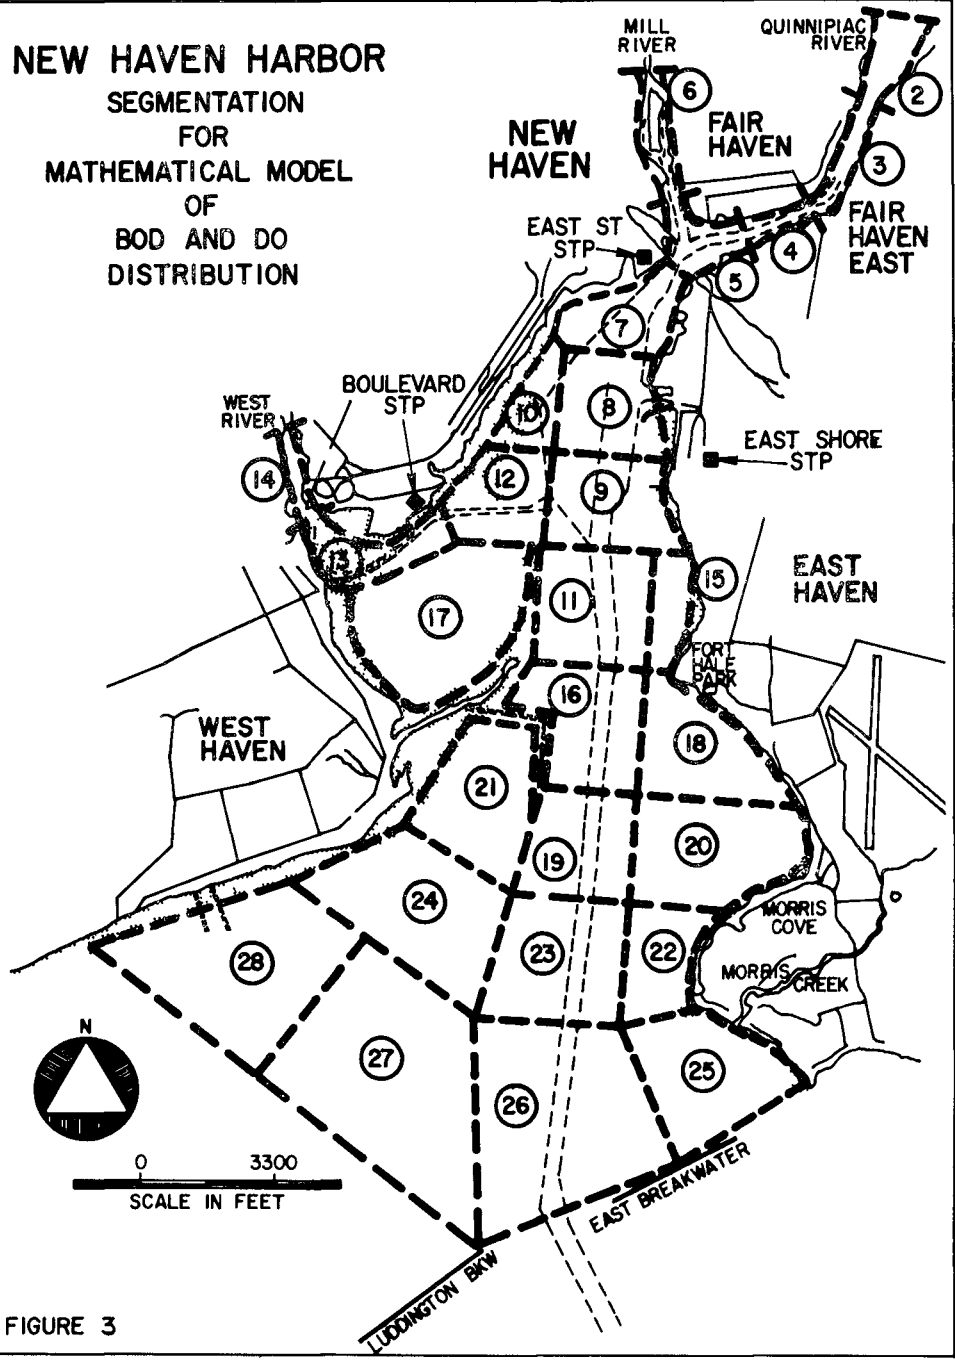 NEW HAVEN HARBOR
SEGMENTATION
FOR
MATHEMATICAL MODEL
OF
BOD AND DO
DISTRIBUTION
MILL
RIVER
QUINNIPIAC
RIVER
6
2
NEW
HAVEN
FAIR
HAVEN
3
FAIR
HAVEN
EAST
EAST ST
STP
4
5
7
BOULEVARD
STP
WEST
RIVER
10
8
EAST SHORE
STP
14
12
9
13
15
EAST
HAVEN
11
17
FORT
HALE
PARK
16
WEST
HAVEN
18
21
19
20
24
MORRIS
COVE
23
22
28
MORRIS
CREEK
N
27
25
26
0 3300
SCALE IN FEET
EAST BREAKWATER
LUDDINGTON BKW
FIGURE 3